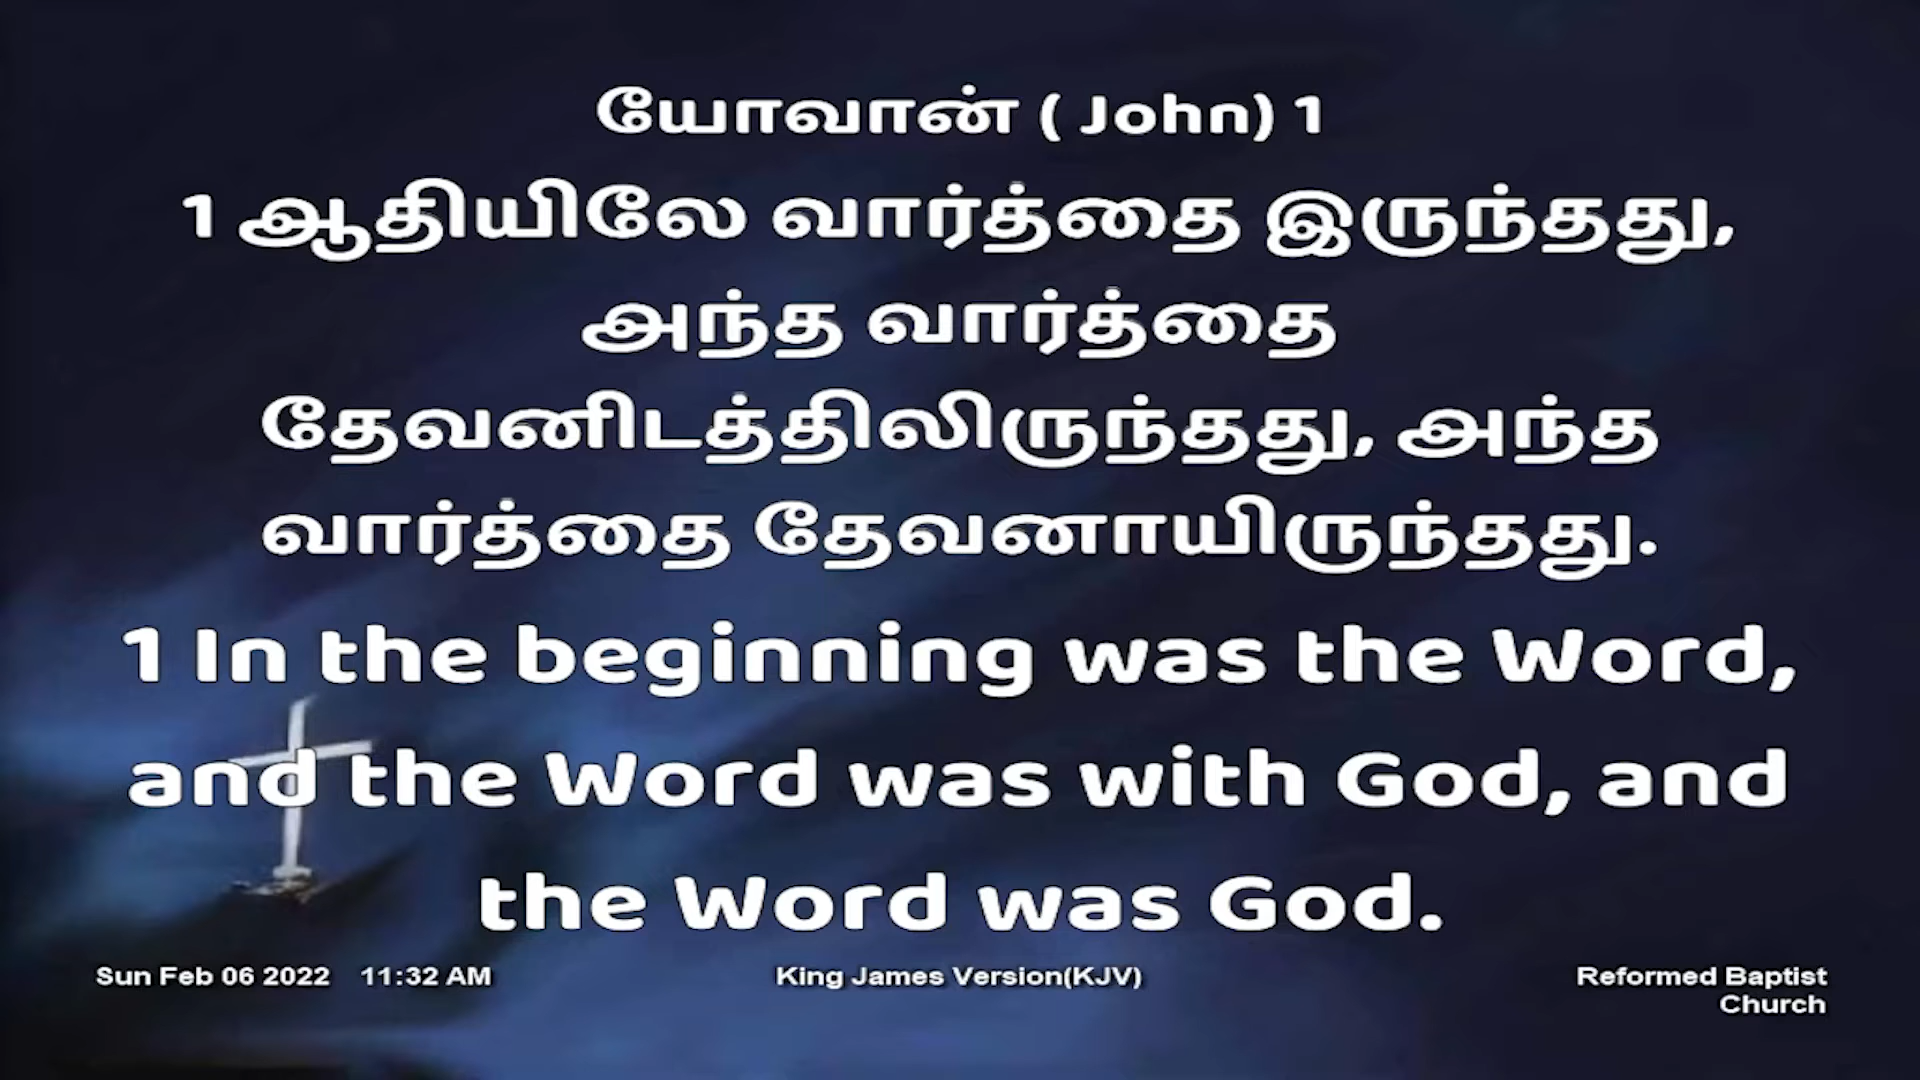 யோவான் ( John) 1
1 ஆதியிலே வார்த்தை இருந்தது,
அந்த வார்த்தை
தேவனிடத்திலிருந்தது, அந்த
வார்த்தை தேவனாயிருந்தது.
1 In the beginning was the Word,
and the Word was with God, and
the Word was God.
Sun Feb 06 2022 11:32 AM
King James Version(KJV)
Reformed Baptist
Church